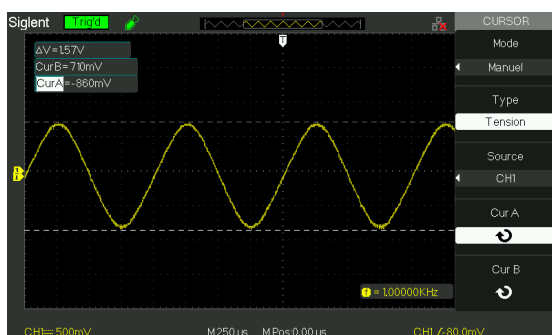 Siglent Trig'd CURSOR
T
Mode
Manuel
ΔV=1,57V
CurB=710mV
CurA=-860mV
Type
Tension
Source
CH1
Cur A
Cur B
= 1.00000KHz
CH1 500mV M 250us M Pos:0.00us CH1 -80.0mV